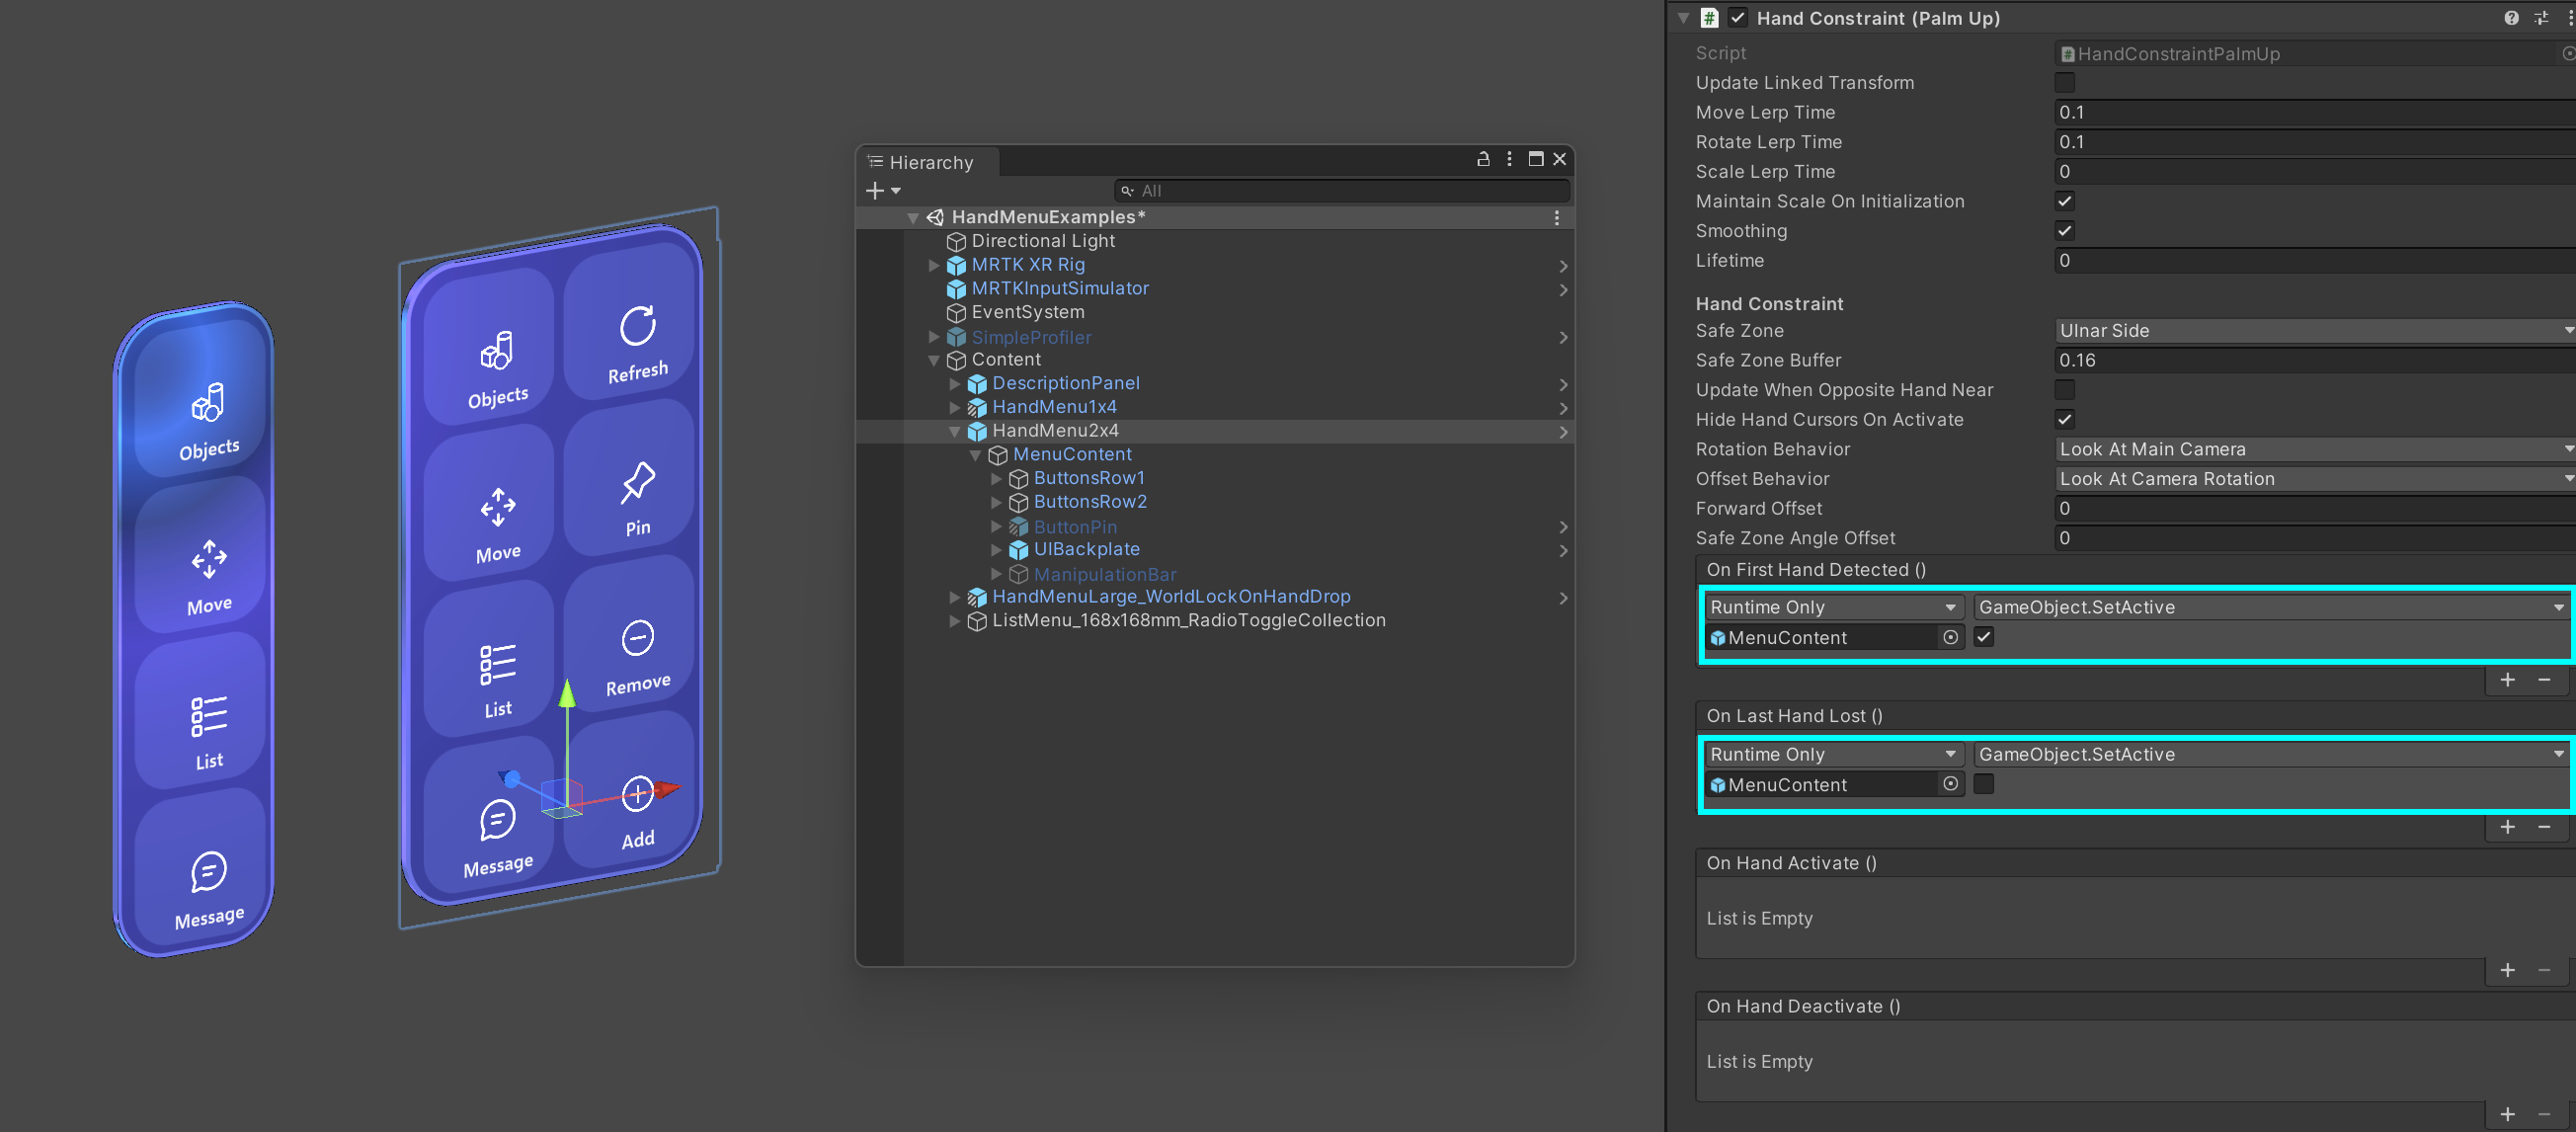 Objects
Move
List
Message
Objects
Refresh
Move
Pin
List
Remove
Message
Add
Hierarchy
All
HandMenuExamples*
Directional Light
MRTK XR Rig
MRTKInputSimulator
EventSystem
SimpleProfiler
Content
DescriptionPanel
HandMenu1x4
HandMenu2x4
MenuContent
ButtonsRow1
ButtonsRow2
ButtonPin
UIBackplate
ManipulationBar
HandMenuLarge_WorldLockOnHandDrop
ListMenu_168x168mm_RadioToggleCollection
# Hand Constraint (Palm Up)
Script # HandConstraintPalmUp
Update Linked Transform
Move Lerp Time 0.1
Rotate Lerp Time 0.1
Scale Lerp Time 0
Maintain Scale On Initialization
Smoothing
Lifetime 0
Hand Constraint
Safe Zone Ulnar Side
Safe Zone Buffer 0.16
Update When Opposite Hand Near
Hide Hand Cursors On Activate
Rotation Behavior Look At Main Camera
Offset Behavior Look At Camera Rotation
Forward Offset 0
Safe Zone Angle Offset 0
On First Hand Detected ()
Runtime Only GameObject.SetActive
MenuContent
On Last Hand Lost ()
Runtime Only GameObject.SetActive
MenuContent
On Hand Activate ()
List is Empty
On Hand Deactivate ()
List is Empty